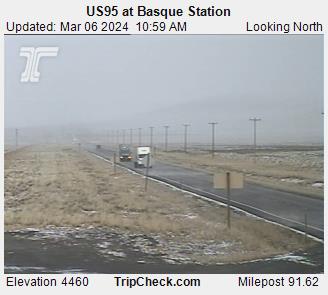 US95 at Basque Station
Updated: Mar 06 2024 10:59 AM Looking North
Elevation 4460 TripCheck.com Milepost 91.62